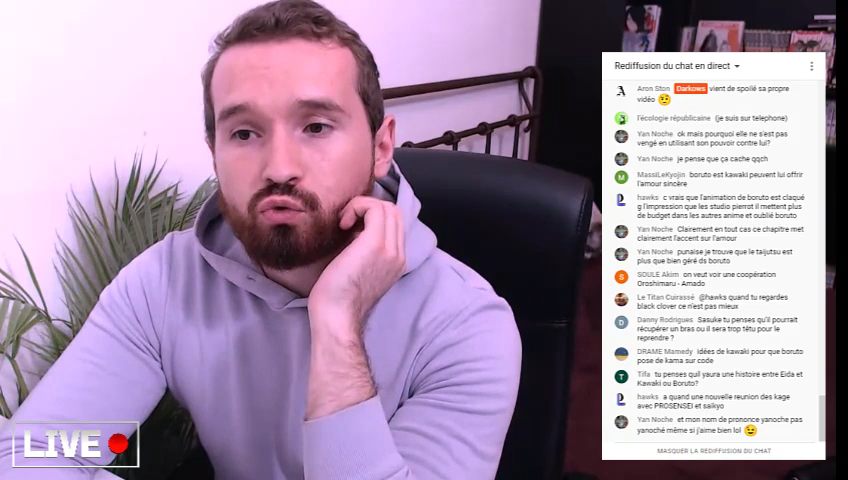 Rediffusion du chat en direct
Aron Ston Darkows vient de spoilé sa propre
vidéo
l'écologie républicaine (je suis sur telephone)
Yan Noche ok mais pourquoi elle ne s'est pas
vengé en utilisant son pouvoir contre lui?
Yan Noche je pense que ça cache qqch
MassiLeKyojin boruto est kawaki peuvent lui offrir
l'amour sincère
hawks c vrais que l'animation de boruto est claqué
g l'impression que les studio pierrot il mettent plus
de budget dans les autres anime et oublié boruto
Yan Noche Clairement en tout cas ce chapitre met
clairement l'accent sur l'amour
Yan Noche punaise je trouve que le taijutsu est
plus que bien géré ds boruto
SOULE Akim on veut voir une coopération
Oroshimaru - Amado
Le Titan Cuirassé @hawks quand tu regardes
black clover ce n'est pas mieux
Danny Rodrigues Sasuke tu penses qu'il pourrait
récupérer un bras ou il sera trop têtu pour le
reprendre ?
DRAME Mamedy idées de kawaki pour que boruto
pose de kama sur code
Tifa tu penses quil yaura une histoire entre Eida et
Kawaki ou Boruto?
hawks a quand une nouvelle reunion des kage
avec PROSENSEI et saikyo
Yan Noche et mon nom de prononce yanoche pas
yanoché même si j'aime bien lol
MASQUER LA REDIFFUSION DU CHAT
LIVE